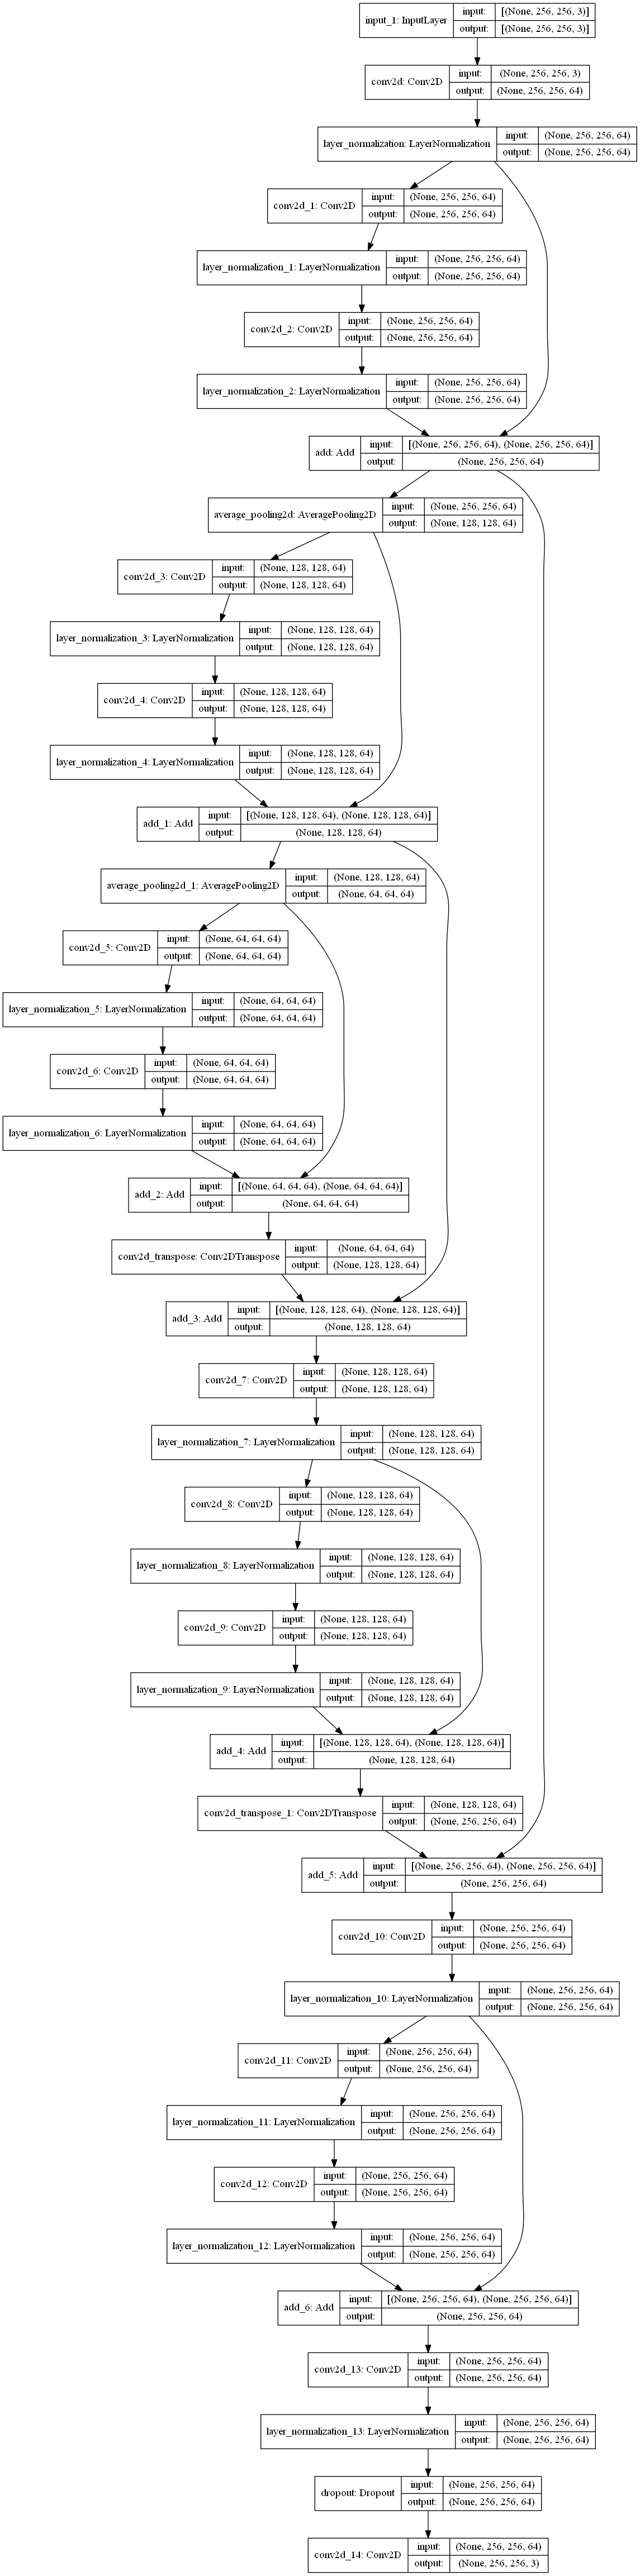 input_1: InputLayer
input: [(None, 256, 256, 3)]
output: [(None, 256, 256, 3)]
conv2d: Conv2D
input: (None, 256, 256, 3)
output: (None, 256, 256, 64)
layer_normalization: LayerNormalization
input: (None, 256, 256, 64)
output: (None, 256, 256, 64)
conv2d_1: Conv2D
input: (None, 256, 256, 64)
output: (None, 256, 256, 64)
layer_normalization_1: LayerNormalization
input: (None, 256, 256, 64)
output: (None, 256, 256, 64)
conv2d_2: Conv2D
input: (None, 256, 256, 64)
output: (None, 256, 256, 64)
layer_normalization_2: LayerNormalization
input: (None, 256, 256, 64)
output: (None, 256, 256, 64)
add: Add
input: [(None, 256, 256, 64), (None, 256, 256, 64)]
output: (None, 256, 256, 64)
average_pooling2d: AveragePooling2D
input: (None, 256, 256, 64)
output: (None, 128, 128, 64)
conv2d_3: Conv2D
input: (None, 128, 128, 64)
output: (None, 128, 128, 64)
layer_normalization_3: LayerNormalization
input: (None, 128, 128, 64)
output: (None, 128, 128, 64)
conv2d_4: Conv2D
input: (None, 128, 128, 64)
output: (None, 128, 128, 64)
layer_normalization_4: LayerNormalization
input: (None, 128, 128, 64)
output: (None, 128, 128, 64)
add_1: Add
input: [(None, 128, 128, 64), (None, 128, 128, 64)]
output: (None, 128, 128, 64)
average_pooling2d_1: AveragePooling2D
input: (None, 128, 128, 64)
output: (None, 64, 64, 64)
conv2d_5: Conv2D
input: (None, 64, 64, 64)
output: (None, 64, 64, 64)
layer_normalization_5: LayerNormalization
input: (None, 64, 64, 64)
output: (None, 64, 64, 64)
conv2d_6: Conv2D
input: (None, 64, 64, 64)
output: (None, 64, 64, 64)
layer_normalization_6: LayerNormalization
input: (None, 64, 64, 64)
output: (None, 64, 64, 64)
add_2: Add
input: [(None, 64, 64, 64), (None, 64, 64, 64)]
output: (None, 64, 64, 64)
conv2d_transpose: Conv2DTranspose
input: (None, 64, 64, 64)
output: (None, 128, 128, 64)
add_3: Add
input: [(None, 128, 128, 64), (None, 128, 128, 64)]
output: (None, 128, 128, 64)
conv2d_7: Conv2D
input: (None, 128, 128, 64)
output: (None, 128, 128, 64)
layer_normalization_7: LayerNormalization
input: (None, 128, 128, 64)
output: (None, 128, 128, 64)
conv2d_8: Conv2D
input: (None, 128, 128, 64)
output: (None, 128, 128, 64)
layer_normalization_8: LayerNormalization
input: (None, 128, 128, 64)
output: (None, 128, 128, 64)
conv2d_9: Conv2D
input: (None, 128, 128, 64)
output: (None, 128, 128, 64)
layer_normalization_9: LayerNormalization
input: (None, 128, 128, 64)
output: (None, 128, 128, 64)
add_4: Add
input: [(None, 128, 128, 64), (None, 128, 128, 64)]
output: (None, 128, 128, 64)
conv2d_transpose_1: Conv2DTranspose
input: (None, 128, 128, 64)
output: (None, 256, 256, 64)
add_5: Add
input: [(None, 256, 256, 64), (None, 256, 256, 64)]
output: (None, 256, 256, 64)
conv2d_10: Conv2D
input: (None, 256, 256, 64)
output: (None, 256, 256, 64)
layer_normalization_10: LayerNormalization
input: (None, 256, 256, 64)
output: (None, 256, 256, 64)
conv2d_11: Conv2D
input: (None, 256, 256, 64)
output: (None, 256, 256, 64)
layer_normalization_11: LayerNormalization
input: (None, 256, 256, 64)
output: (None, 256, 256, 64)
conv2d_12: Conv2D
input: (None, 256, 256, 64)
output: (None, 256, 256, 64)
layer_normalization_12: LayerNormalization
input: (None, 256, 256, 64)
output: (None, 256, 256, 64)
add_6: Add
input: [(None, 256, 256, 64), (None, 256, 256, 64)]
output: (None, 256, 256, 64)
conv2d_13: Conv2D
input: (None, 256, 256, 64)
output: (None, 256, 256, 64)
layer_normalization_13: LayerNormalization
input: (None, 256, 256, 64)
output: (None, 256, 256, 64)
dropout: Dropout
input: (None, 256, 256, 64)
output: (None, 256, 256, 64)
conv2d_14: Conv2D
input: (None, 256, 256, 64)
output: (None, 256, 256, 3)